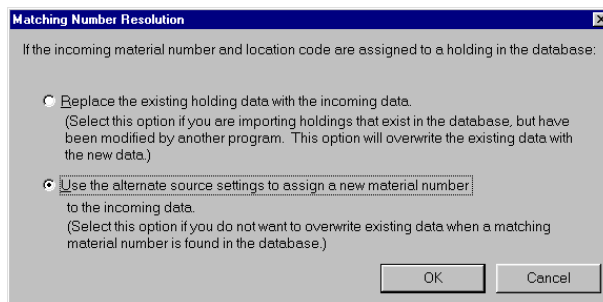 Matching Number Resolution
If the incoming material number and location code are assigned to a holding in the database:
Replace the existing holding data with the incoming data.
(Select this option if you are importing holdings that exist in the database, but have
been modified by another program. This option will overwrite the existing data with
the new data.)
Use the alternate source settings to assign a new material number
to the incoming data.
(Select this option if you do not want to overwrite existing data when a matching
material number is found in the database.)
OK Cancel